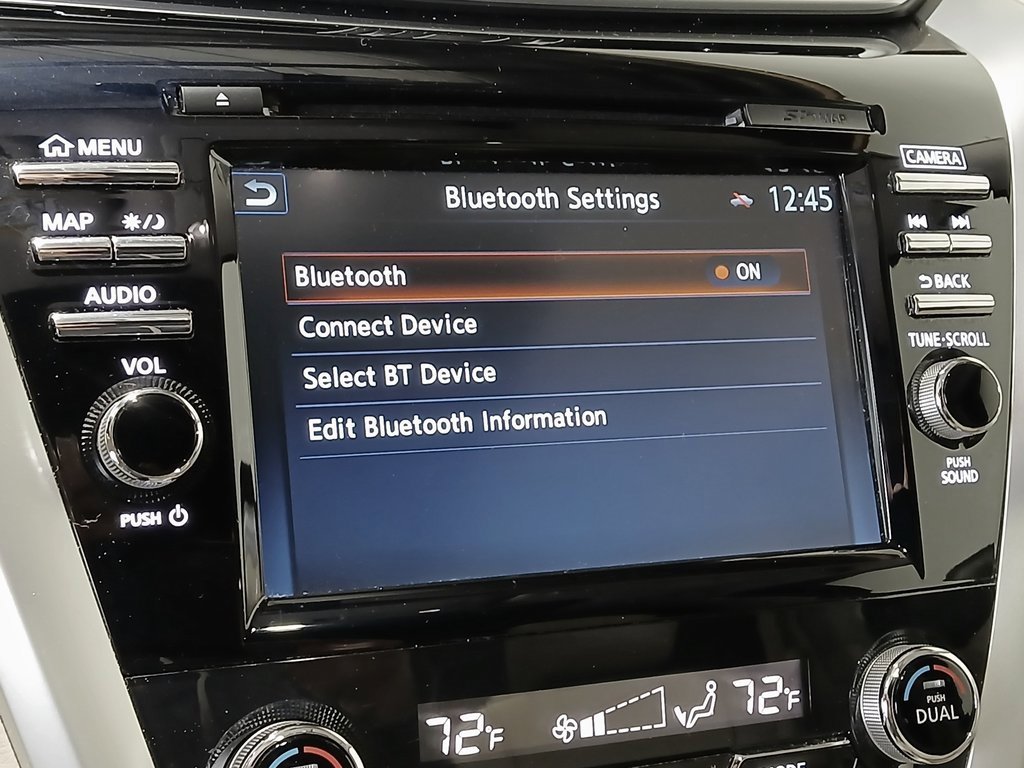 MENU
CAMERA
MAP
AUDIO
VOL
PUSH
Bluetooth Settings
12:45
Bluetooth
ON
Connect Device
Select BT Device
Edit Bluetooth Information
BACK
TUNE·SCROLL
PUSH
SOUND
72°F
72°F
PUSH
DUAL